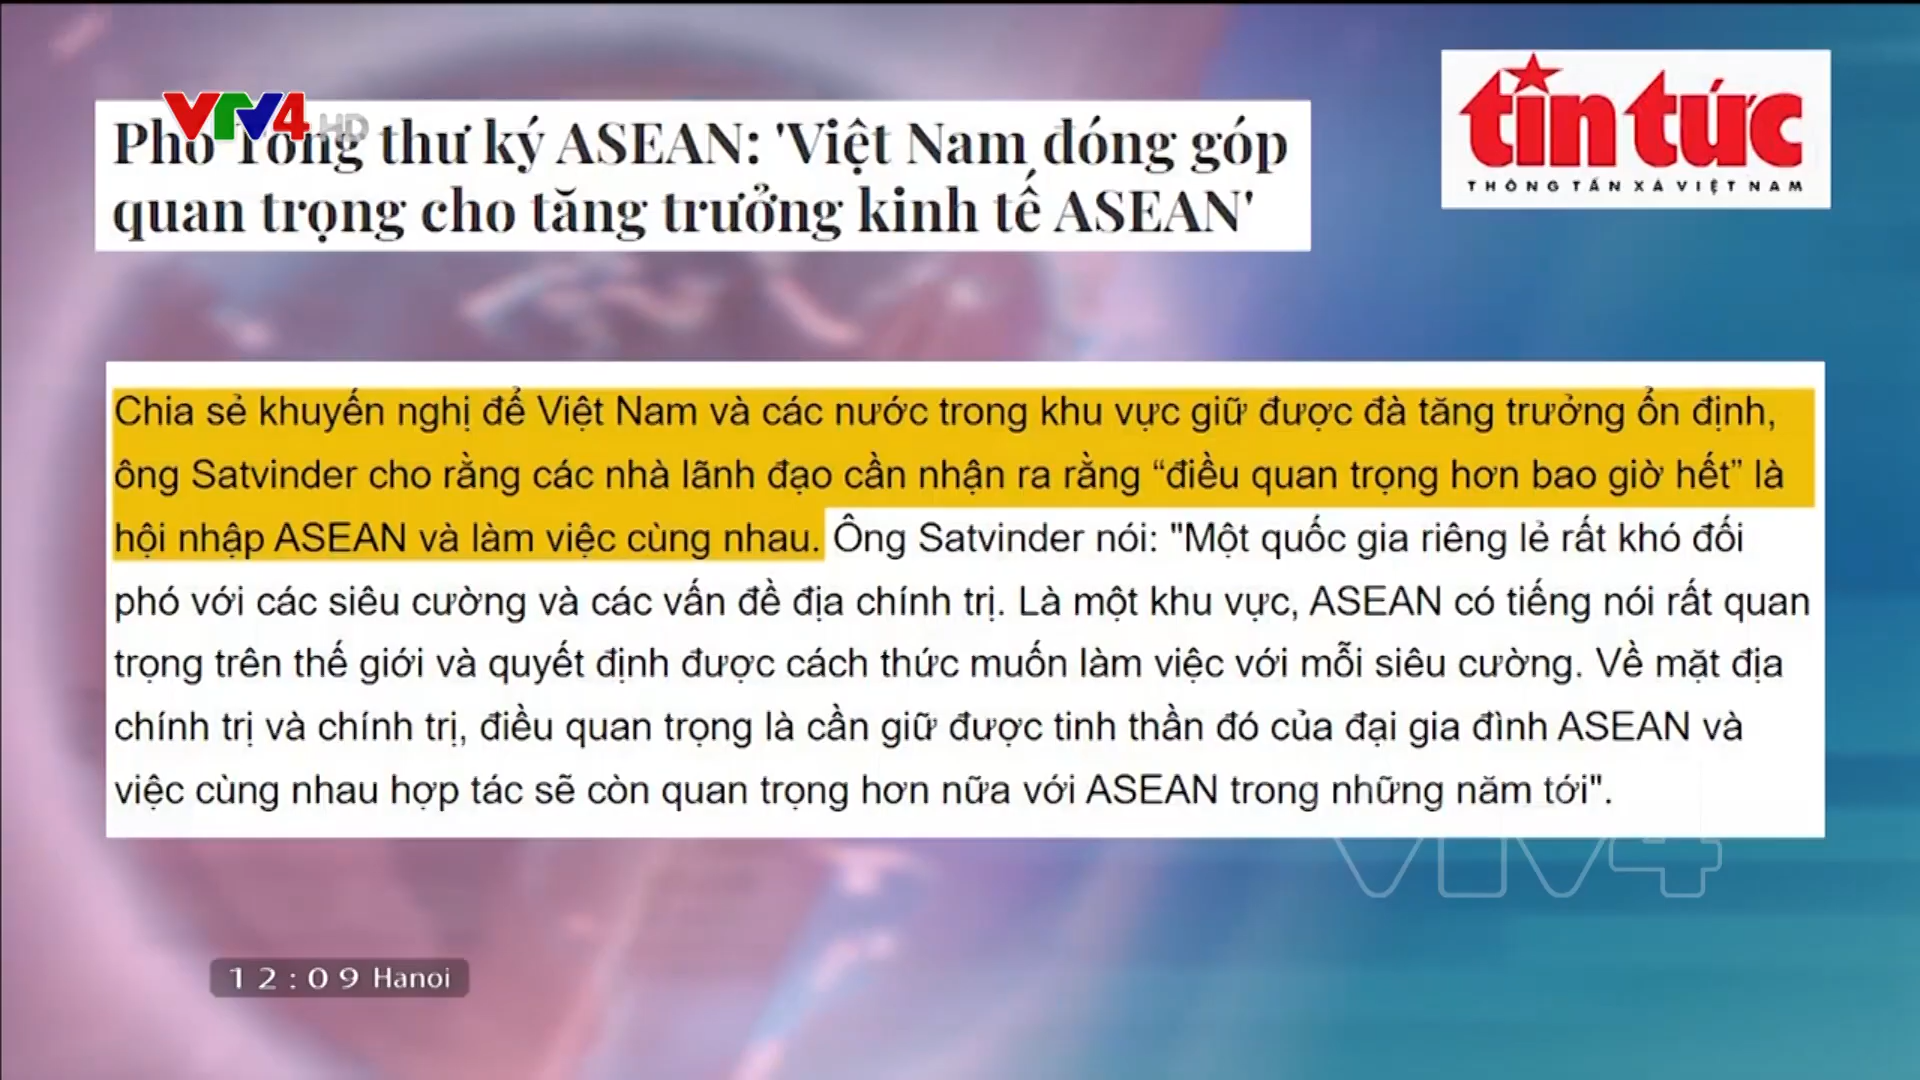 VTV4 HD
Phó Tổng thư ký ASEAN: 'Việt Nam đóng góp
quan trọng cho tăng trưởng kinh tế ASEAN'
tin tức
THÔNG TẤN XÃ VIỆT NAM
Chia sẻ khuyến nghị để Việt Nam và các nước trong khu vực giữ được đà tăng trưởng ổn định,
ông Satvinder cho rằng các nhà lãnh đạo cần nhận ra rằng “điều quan trọng hơn bao giờ hết” là
hội nhập ASEAN và làm việc cùng nhau. Ông Satvinder nói: "Một quốc gia riêng lẻ rất khó đối
phó với các siêu cường và các vấn đề địa chính trị. Là một khu vực, ASEAN có tiếng nói rất quan
trọng trên thế giới và quyết định được cách thức muốn làm việc với mỗi siêu cường. Về mặt địa
chính trị và chính trị, điều quan trọng là cần giữ được tinh thần đó của đại gia đình ASEAN và
việc cùng nhau hợp tác sẽ còn quan trọng hơn nữa với ASEAN trong những năm tới".
VTV4
12:09 Hanoi